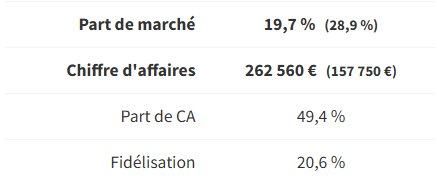 Part de marché 19,7 % (28,9 %)
Chiffre d'affaires 262 560 € (157 750 €)
Part de CA 49,4 %
Fidélisation 20,6 %